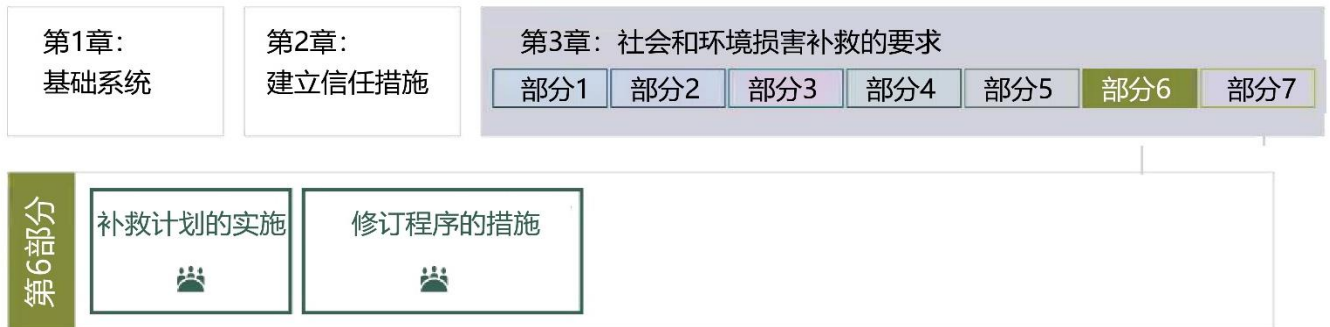 第1章：
基础系统
第2章：
建立信任措施
第3章：社会和环境损害补救的要求
部分1 部分2 部分3 部分4 部分5 部分6 部分7
第6部分
补救计划的实施
修订程序的措施